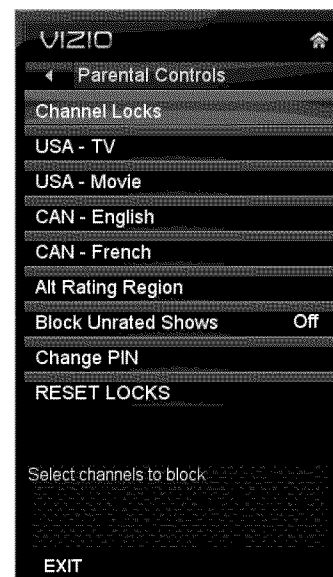 VIZIO
Parental Controls
Channel Locks
USA - TV
USA - Movie
CAN - English
CAN - French
Alt Rating Region
Block Unrated Shows Off
Change PIN
RESET LOCKS
Select channels to block
EXIT